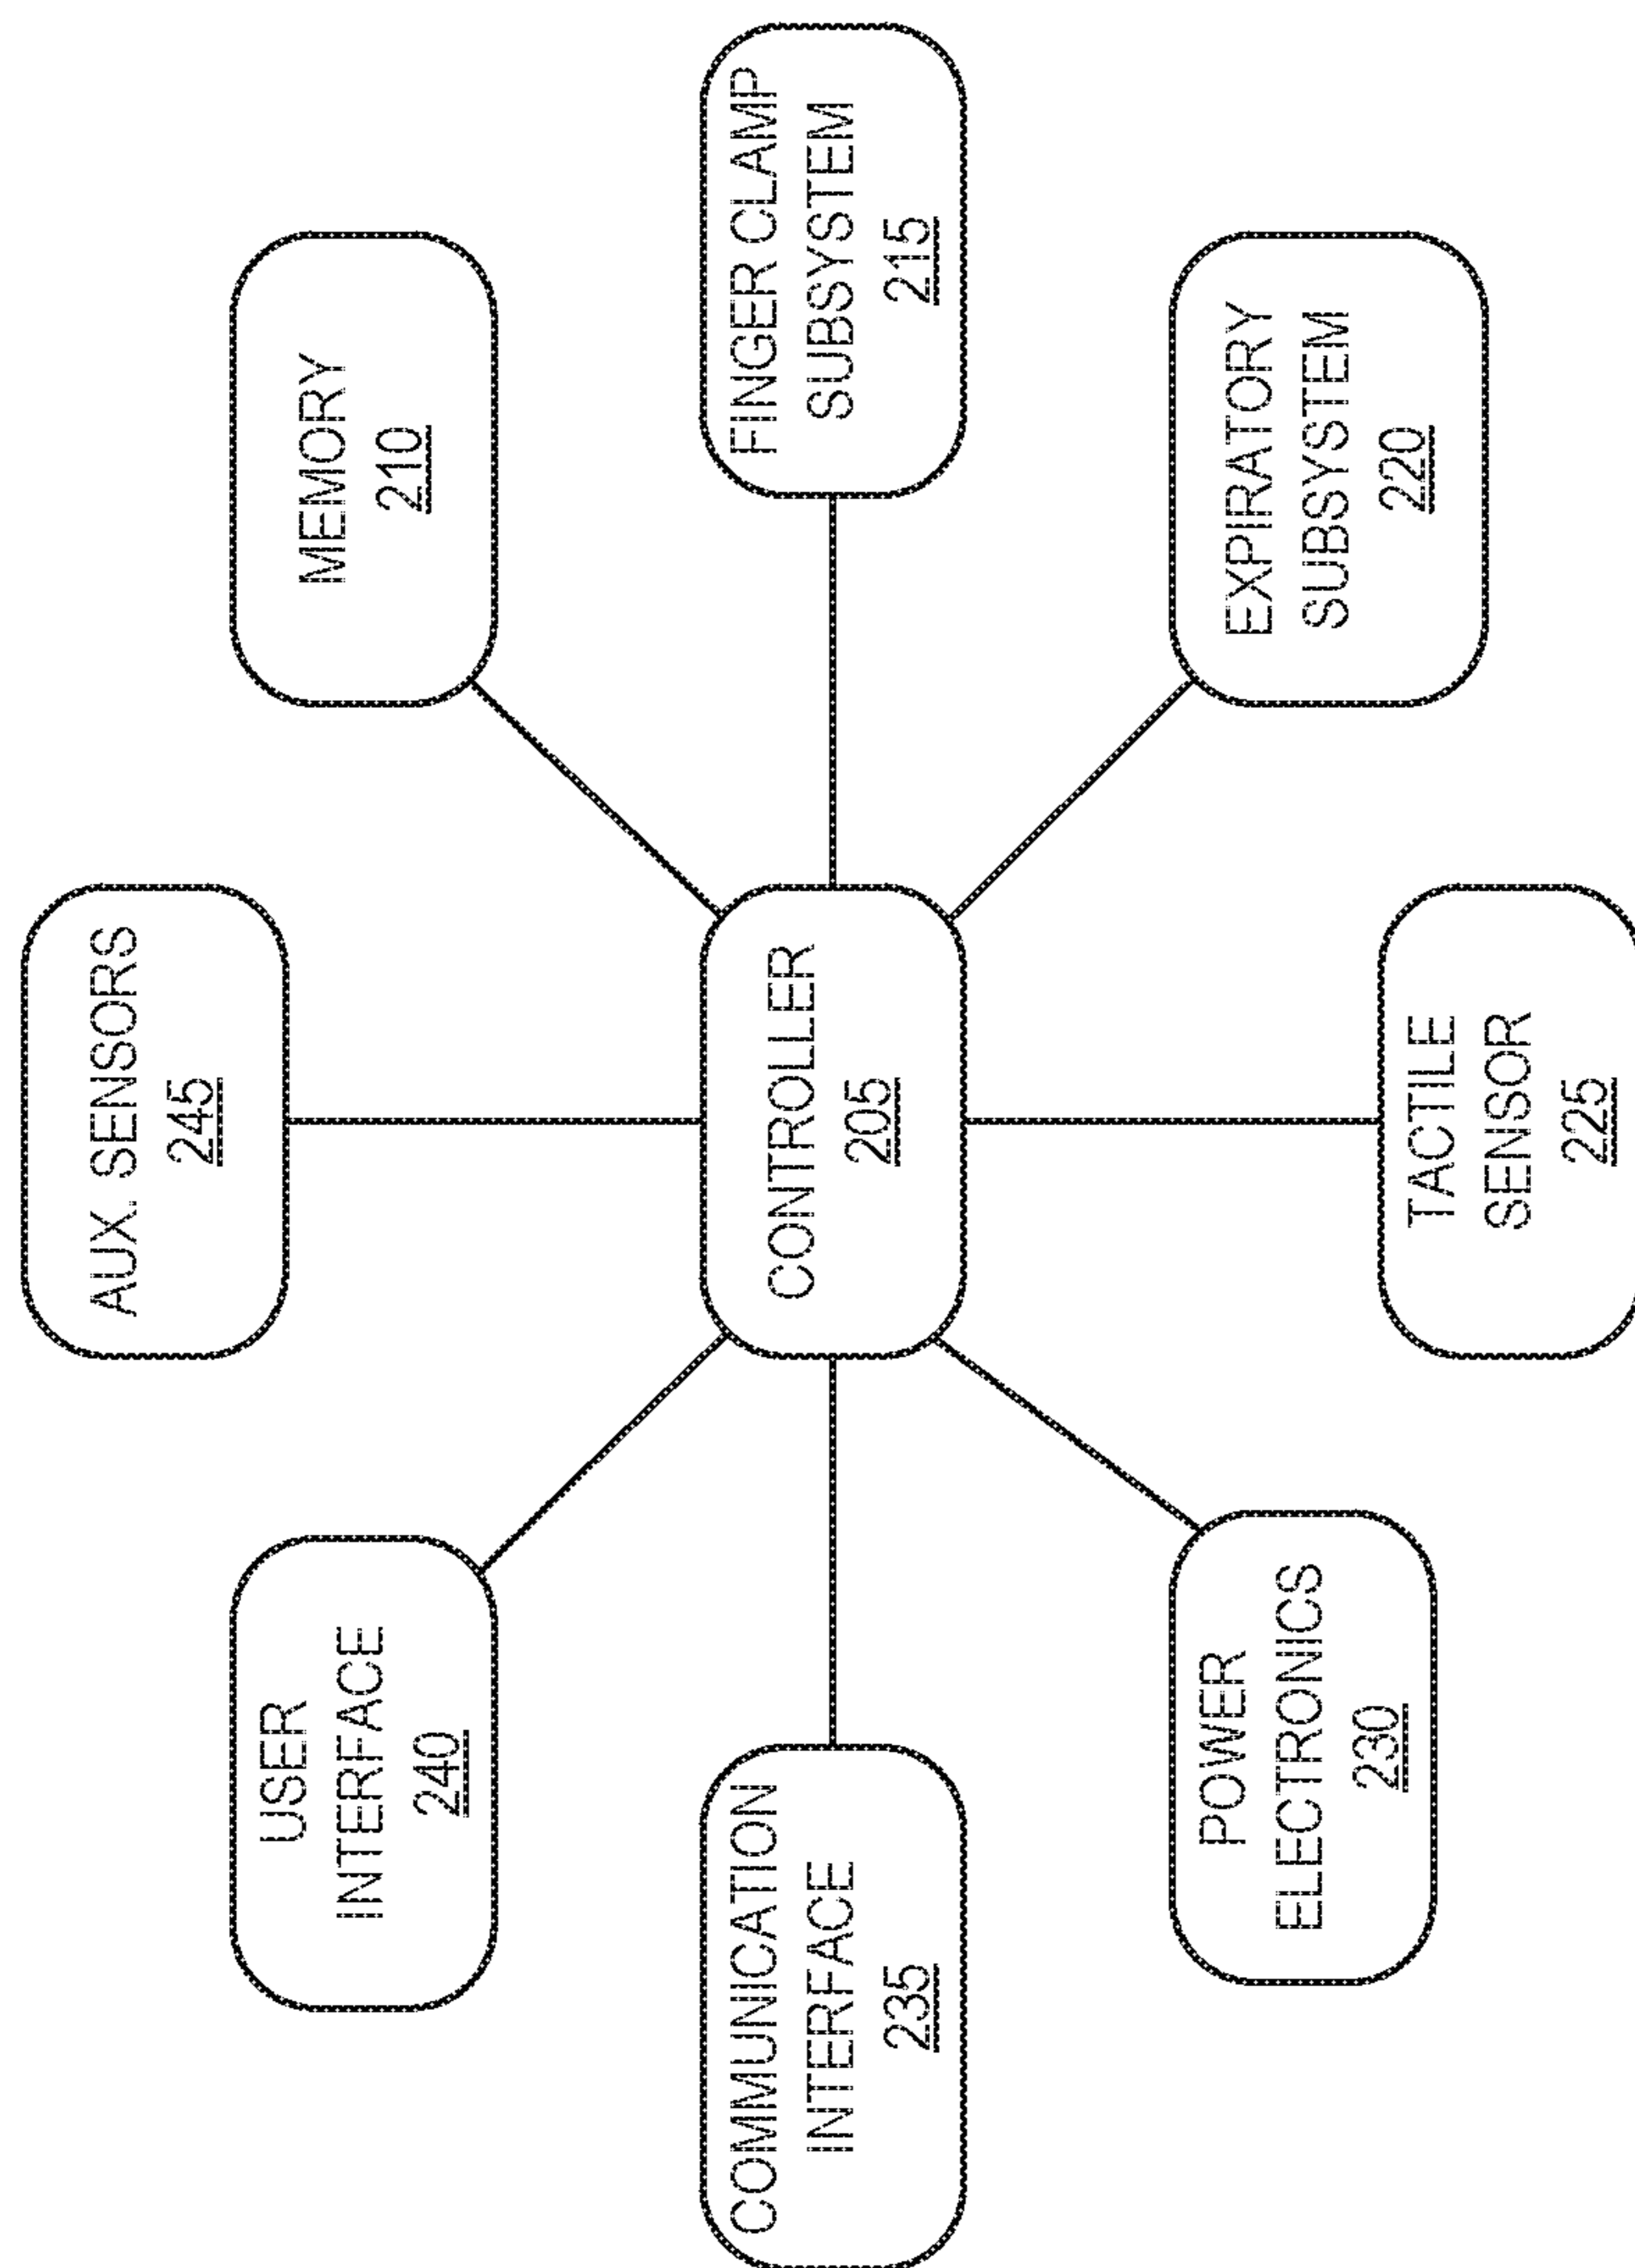 AUX. SENSORS
245
USER
INTERFACE
240
MEMORY
210
COMMUNICATION
INTERFACE
235
CONTROLLER
205
FINGER CLAMP
SUBSYSTEM
215
POWER
ELECTRONICS
230
EXPIRATORY
SUBSYSTEM
220
TACTILE
SENSOR
225